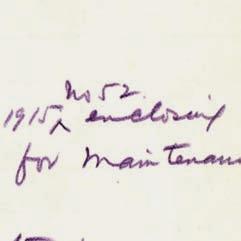 No 52
1915, enclosing
for maintenan